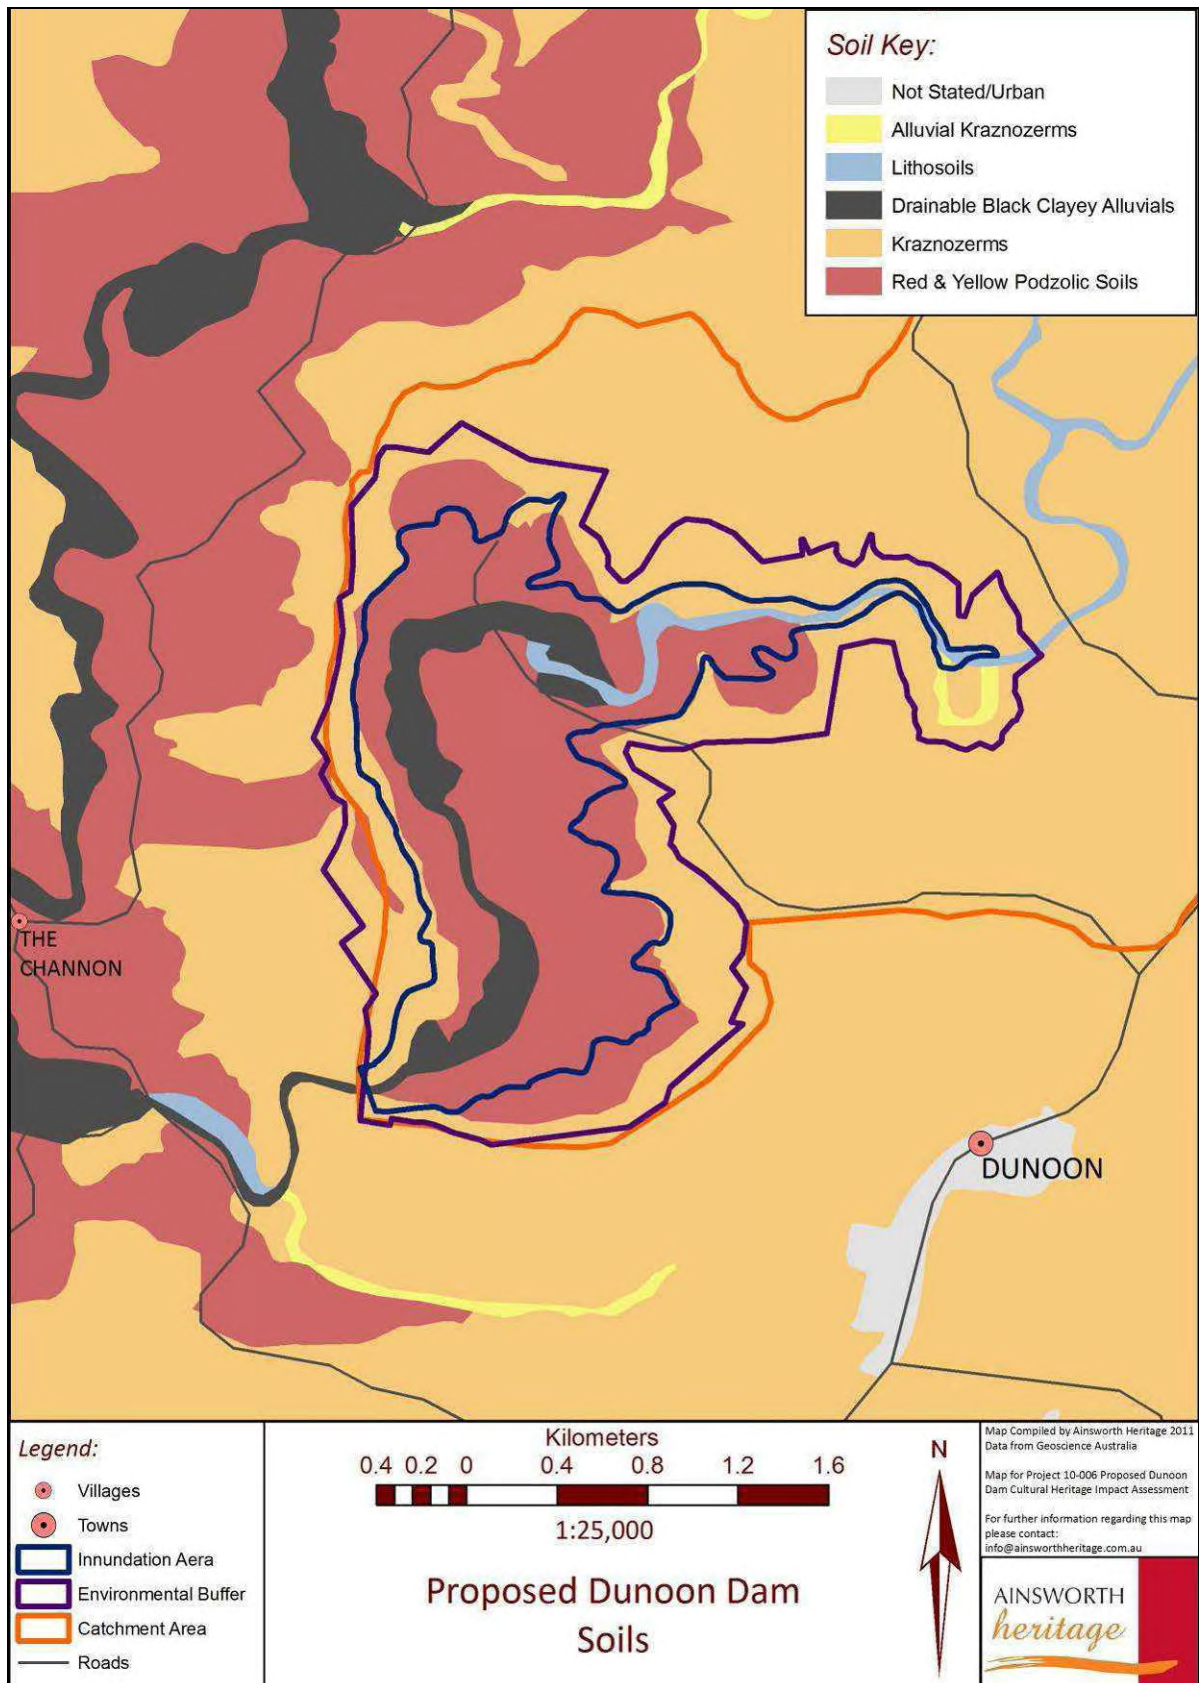 Soil Key:
Not Stated/Urban
Alluvial Kraznozerms
Lithosoils
Drainable Black Clayey Alluvials
Kraznozerms
Red & Yellow Podzolic Soils
THE
CHANNON
DUNOON
Legend:
Villages
Towns
Innundation Aera
Environmental Buffer
Catchment Area
Roads
Kilometers
0.4 0.2 0 0.4 0.8 1.2 1.6
1:25,000
Proposed Dunoon Dam
Soils
N
Map Compiled by Ainsworth Heritage 2011
Data from Geoscience Australia
Map for Project 10-006 Proposed Dunoon
Dam Cultural Heritage Impact Assessment
For further information regarding this map
please contact:
info@ainsworthheritage.com.au
AINSWORTH
heritage